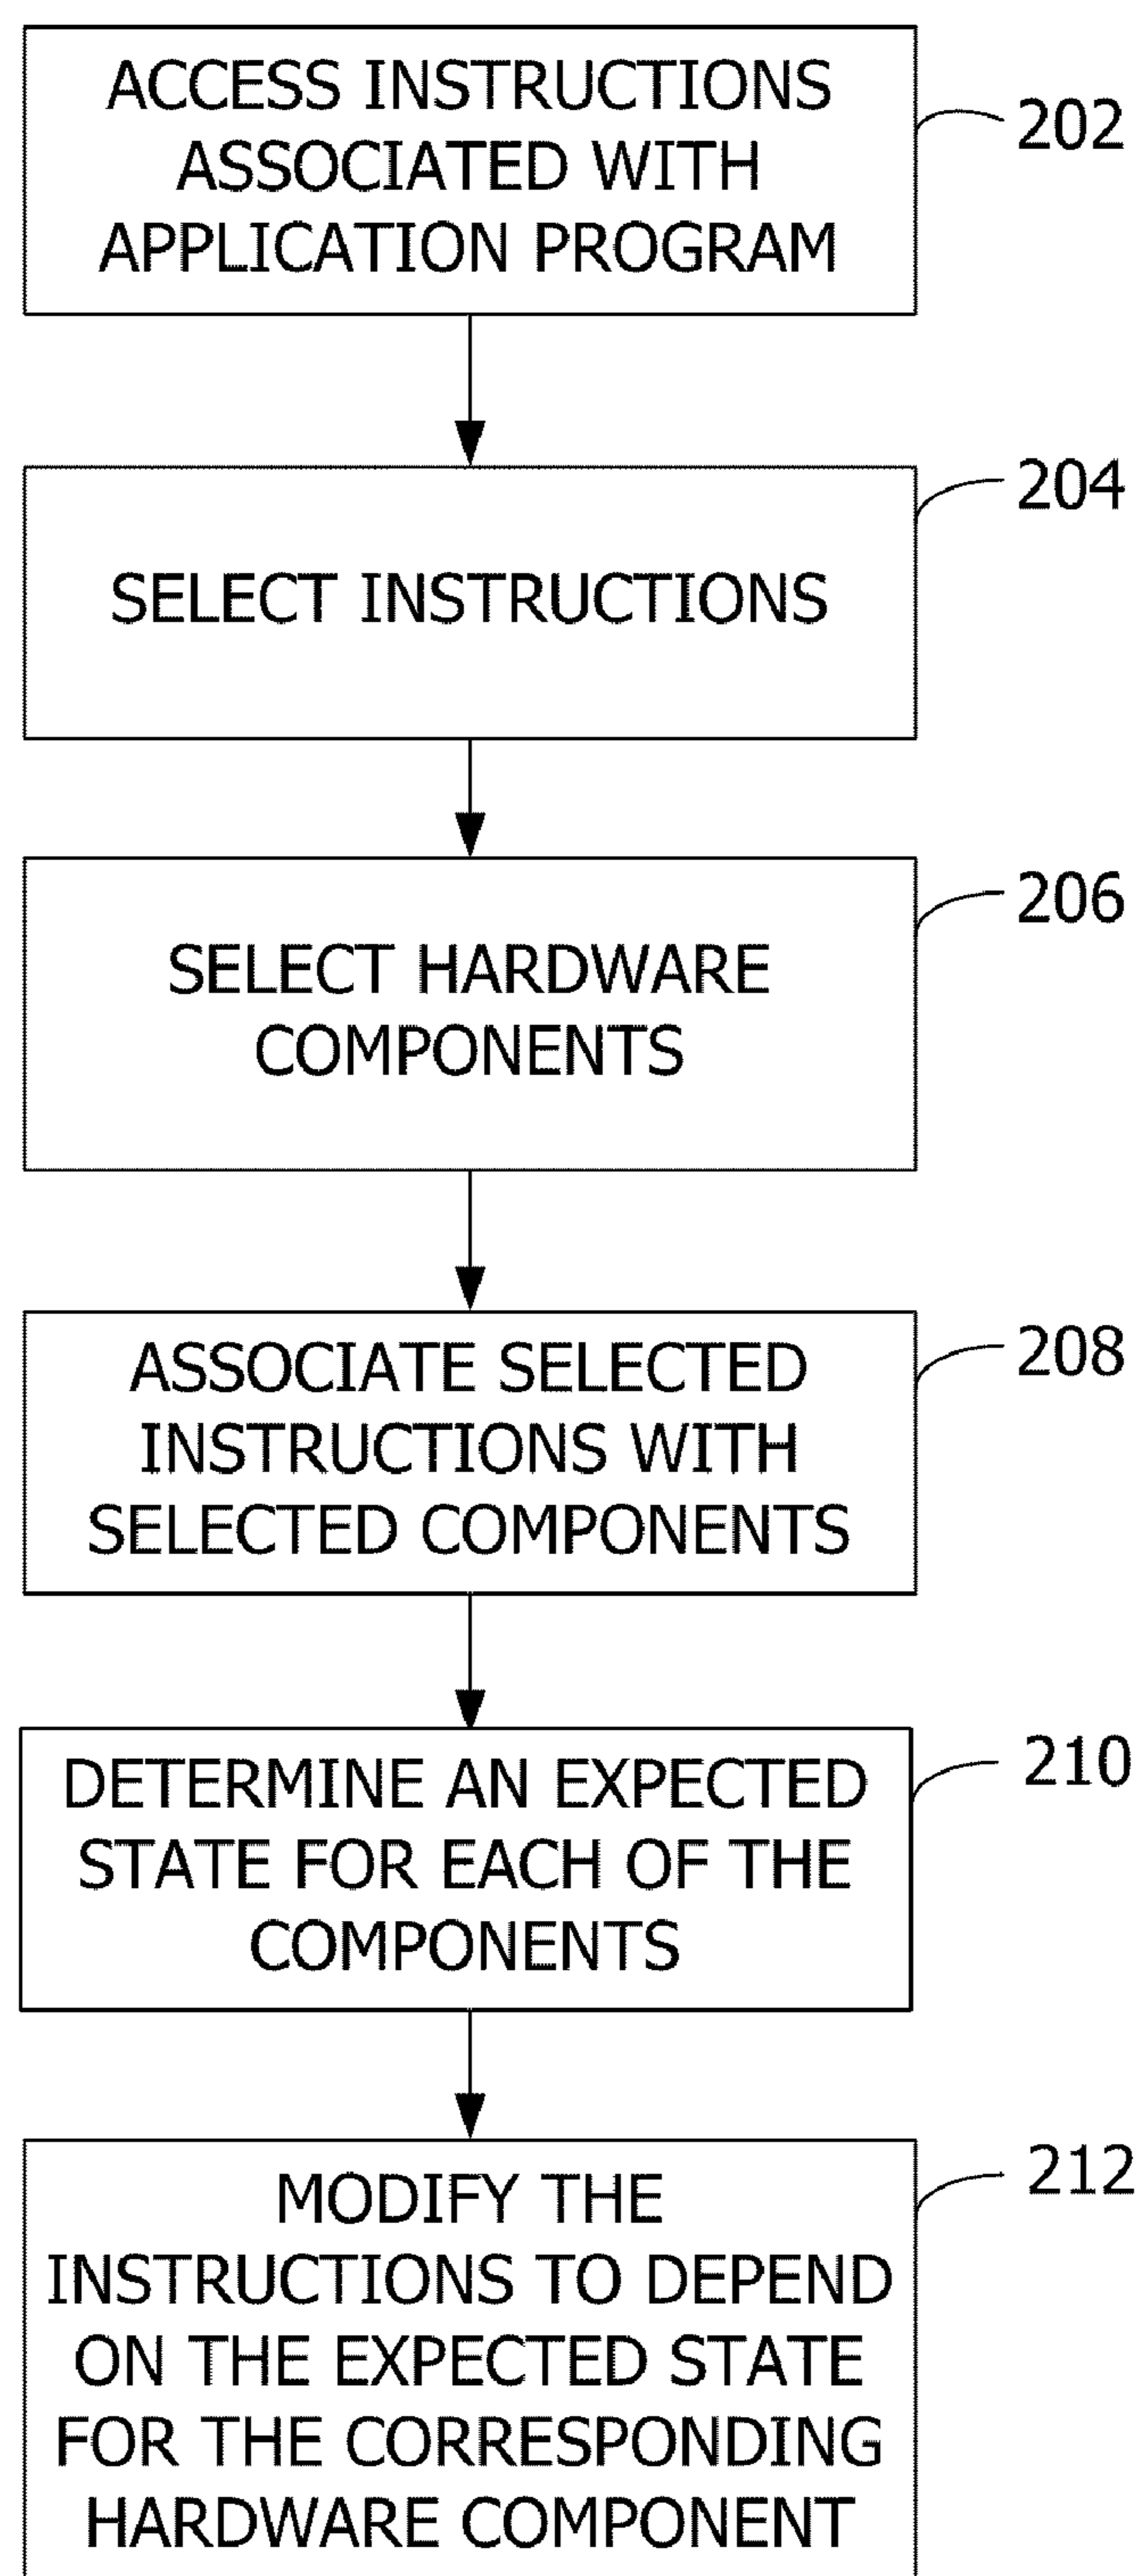 ACCESS INSTRUCTIONS
ASSOCIATED WITH
APPLICATION PROGRAM
202
SELECT INSTRUCTIONS
204
SELECT HARDWARE
COMPONENTS
206
ASSOCIATE SELECTED
INSTRUCTIONS WITH
SELECTED COMPONENTS
208
DETERMINE AN EXPECTED
STATE FOR EACH OF THE
COMPONENTS
210
MODIFY THE
INSTRUCTIONS TO DEPEND
ON THE EXPECTED STATE
FOR THE CORRESPONDING
HARDWARE COMPONENT
212